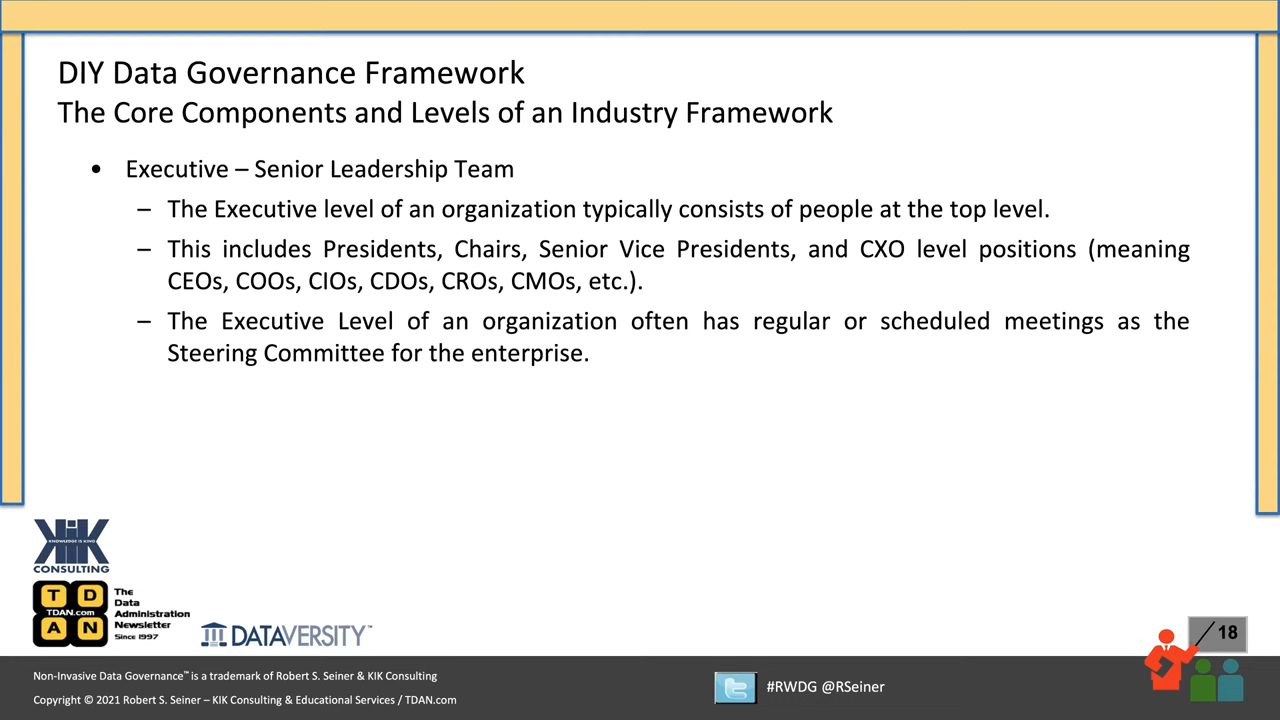 DIY Data Governance Framework
The Core Components and Levels of an Industry Framework
• Executive – Senior Leadership Team
– The Executive level of an organization typically consists of people at the top level.
– This includes Presidents, Chairs, Senior Vice Presidents, and CXO level positions (meaning
CEOs, COOs, CIOs, CDOs, CROs, CMOs, etc.).
– The Executive Level of an organization often has regular or scheduled meetings as the
Steering Committee for the enterprise.
KIK
KNOWLEDGE IS KING
CONSULTING
T D
TDAN.com
A N
The
Data
Administration
Newsletter
Since 1997
DATAVERSITY™
18
Non-Invasive Data Governance™ is a trademark of Robert S. Seiner & KIK Consulting
Copyright © 2021 Robert S. Seiner – KIK Consulting & Educational Services / TDAN.com
#RWDG @RSeiner